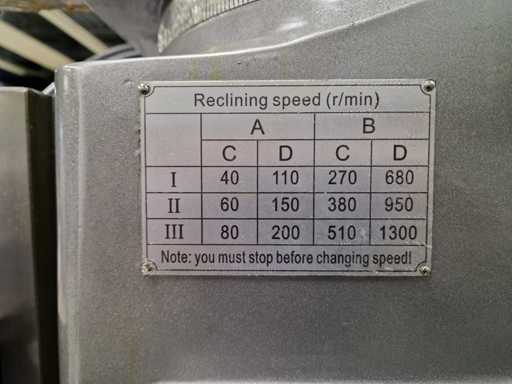 Reclining speed (r/min)
A B
C D C D
I 40 110 270 680
II 60 150 380 950
III 80 200 510 1300
Note: you must stop before changing speed!